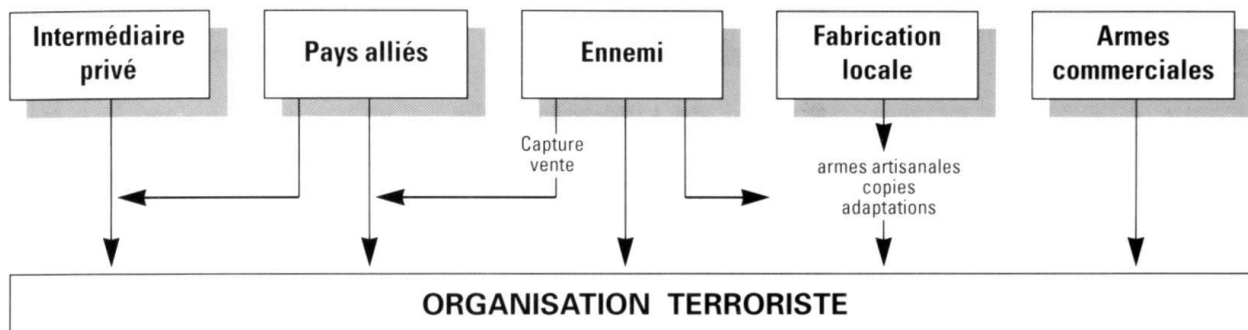 Intermédiaire
privé
Pays alliés
Ennemi
Fabrication
locale
Armes
commerciales
Capture
vente
armes artisanales
copies
adaptations
ORGANISATION TERRORISTE